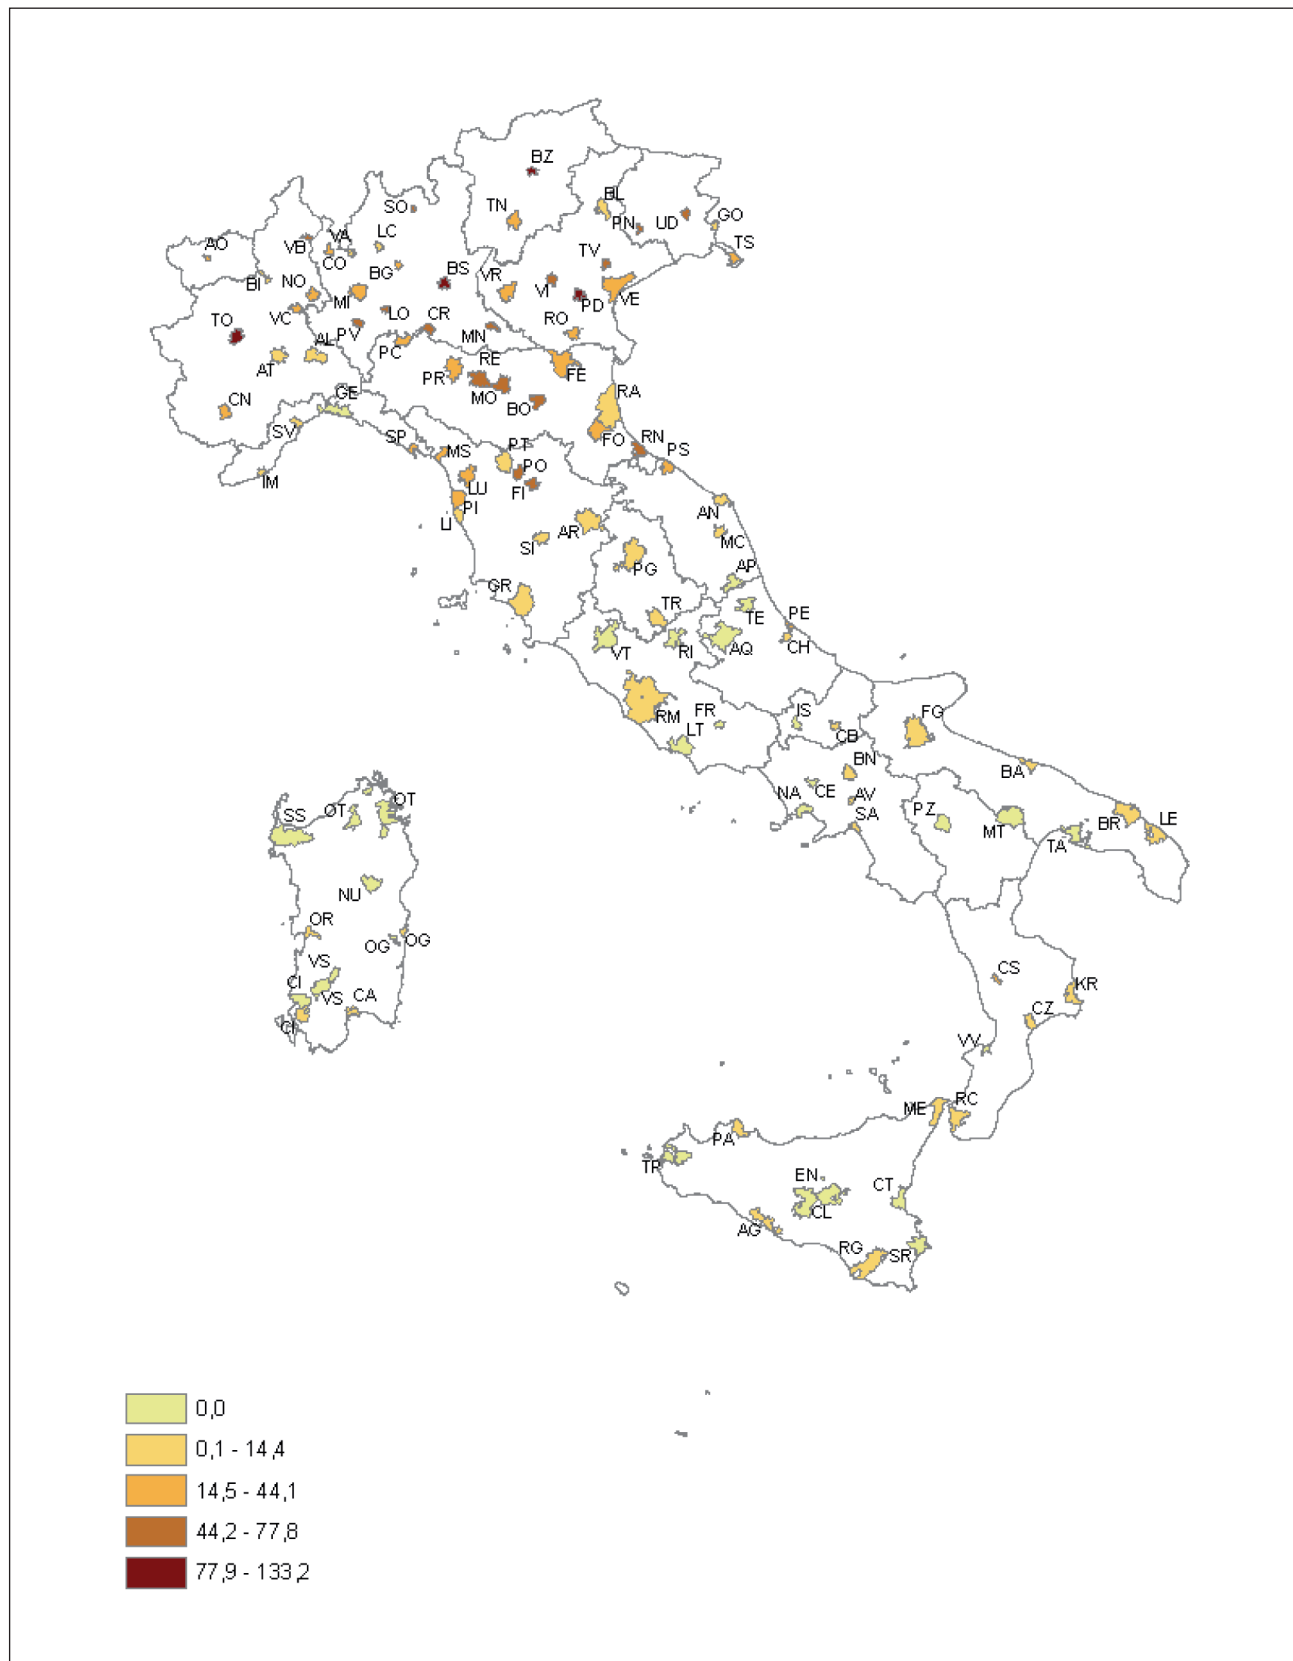 BZ
BL
SO
TN
PN
UD
GO
AO
VB
VA
LC
TV
TS
CO
BG
BS
VR
VI
BI
NO
MI
PD
VE
TO
VC
PV
LO
CR
MN
RO
AT
AL
PC
RE
PR
MO
FE
CN
GE
BO
RA
SV
SP
MS
PT
PO
FO
RN
PS
IM
LU
FI
PI
LI
AN
AR
SI
MC
PG
AP
GR
TR
TE
PE
VT
RI
AQ
CH
RM
FR
LT
IS
CB
FG
BN
BA
NA
CE
AV
SA
PZ
MT
TA
BR
LE
SS
OT
OT
NU
OR
OG
OG
VS
CI
VS
CA
CI
CS
KR
CZ
VV
ME
RC
PA
TR
EN
CT
CL
AG
RG
SR
0,0
0,1 - 14,4
14,5 - 44,1
44,2 - 77,8
77,9 - 133,2